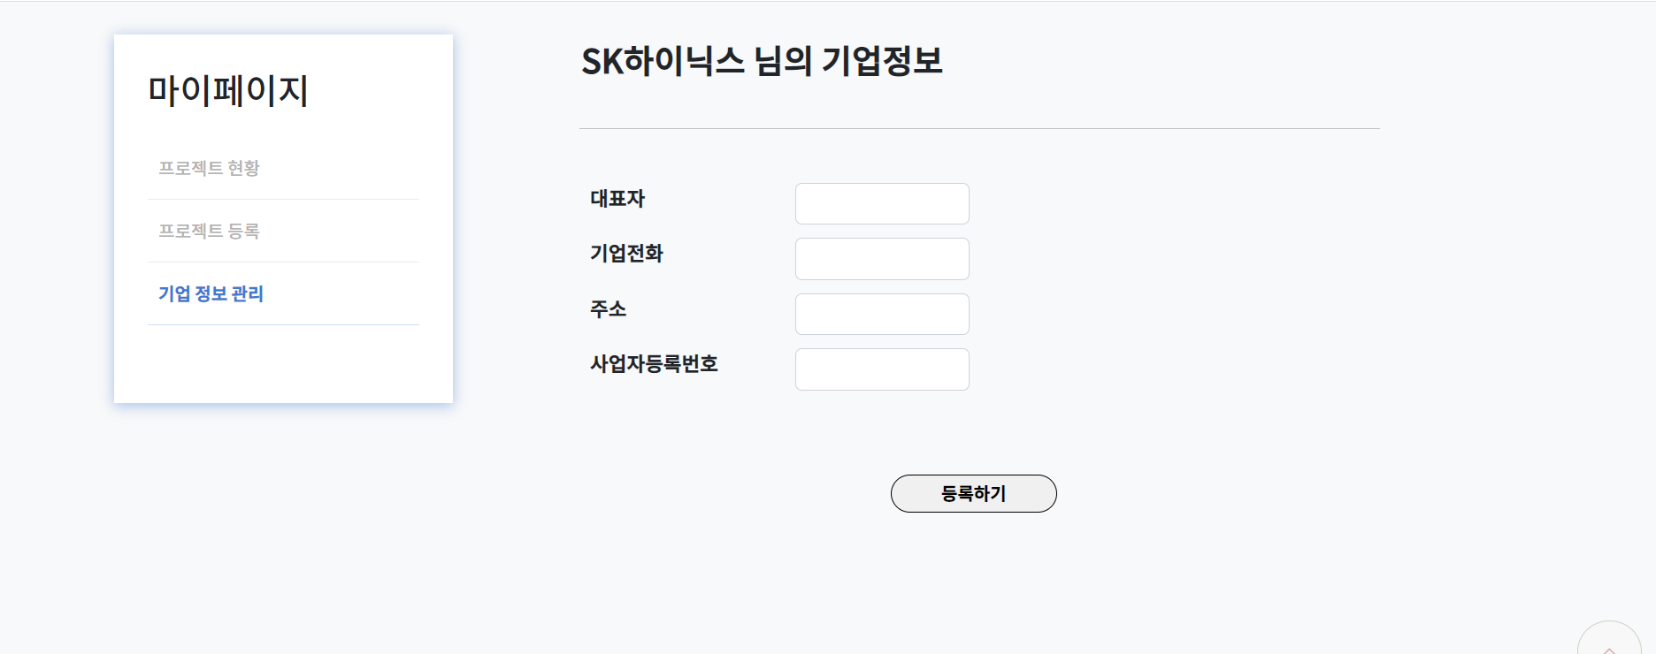 마이페이지
프로젝트 현황
프로젝트 등록
기업 정보 관리
SK하이닉스 님의 기업정보
대표자
기업전화
주소
사업자등록번호
등록하기